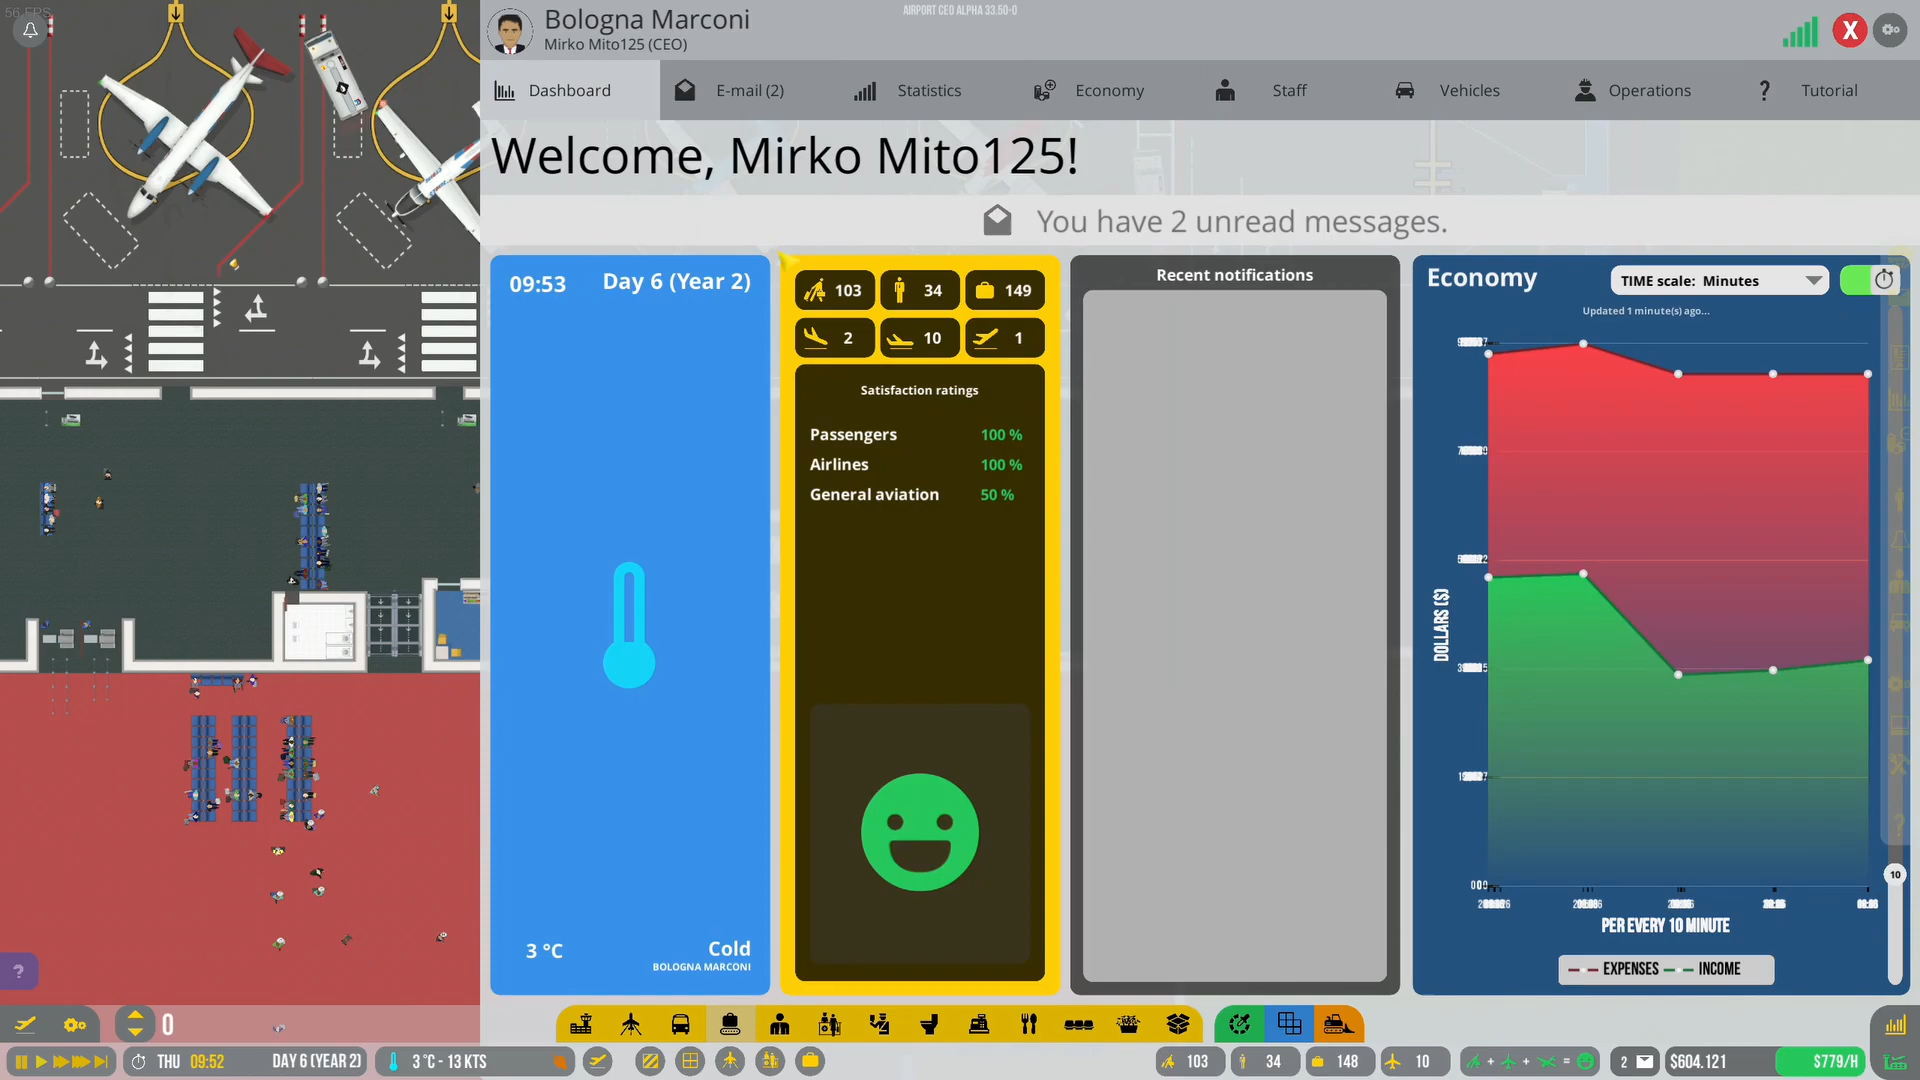 56 FPS
AIRPORT CEO ALPHA 33.50-0
Bologna Marconi
Mirko Mito125 (CEO)
X
Dashboard
E-mail (2)
Statistics
Economy
Staff
Vehicles
Operations
? Tutorial
Welcome, Mirko Mito125!
You have 2 unread messages.
09:53 Day 6 (Year 2)
3 °C Cold
BOLOGNA MARCONI
103 34 149
2 10 1
Satisfaction ratings
Passengers 100 %
Airlines 100 %
General aviation 50 %
Recent notifications
Economy
TIME scale: Minutes
Updated 1 minute(s) ago...
DOLLARS ($)
PER EVERY 10 MINUTE
EXPENSES INCOME
10
?
0
THU 09:52 DAY 6 (YEAR 2)
3 °C - 13 KTS
103 34 148 10
+ + =
2
$604.121
$779/H